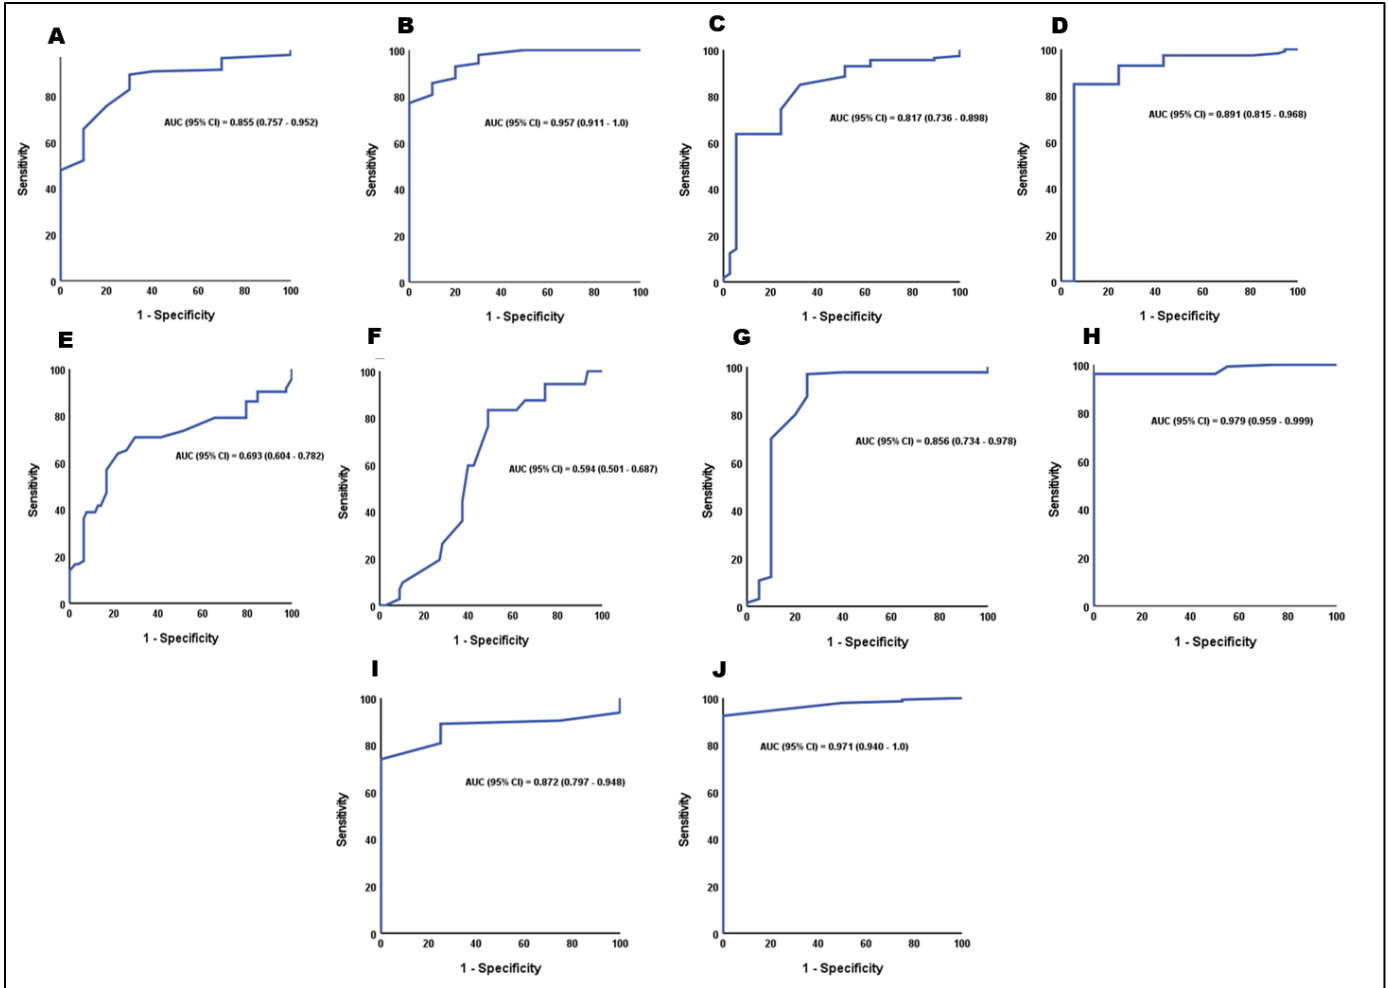 A
B
C
D
80
60
40
20
0
Sensitivity
AUC (95% CI) = 0.855 (0.757 - 0.952)
0 20 40 60 80 100
1 - Specificity
100
80
60
40
20
0
Sensitivity
AUC (95% CI) = 0.957 (0.911 - 1.0)
0 20 40 60 80 100
1 - Specificity
100
80
60
40
20
0
Sensitivity
AUC (95% CI) = 0.817 (0.736 - 0.898)
0 20 40 60 80 100
1 - Specificity
100
80
60
40
20
0
Sensitivity
AUC (95% CI) = 0.891 (0.815 - 0.968)
0 20 40 60 80 100
1 - Specificity
E
F
G
H
100
80
60
40
20
0
Sensitivity
AUC (95% CI) = 0.693 (0.604 - 0.782)
0 20 40 60 80 100
1 - Specificity
100
80
60
40
20
0
Sensitivity
AUC (95% CI) = 0.594 (0.501 - 0.687)
0 20 40 60 80 100
1 - Specificity
100
80
60
40
20
0
Sensitivity
AUC (95% CI) = 0.856 (0.734 - 0.978)
0 20 40 60 80 100
1 - Specificity
100
80
60
40
20
0
Sensitivity
AUC (95% CI) = 0.979 (0.959 - 0.999)
0 20 40 60 80 100
1 - Specificity
I
J
100
80
60
40
20
0
Sensitivity
AUC (95% CI) = 0.872 (0.797 - 0.948)
0 20 40 60 80 100
1 - Specificity
100
80
60
40
20
0
Sensitivity
AUC (95% CI) = 0.971 (0.940 - 1.0)
0 20 40 60 80 100
1 - Specificity